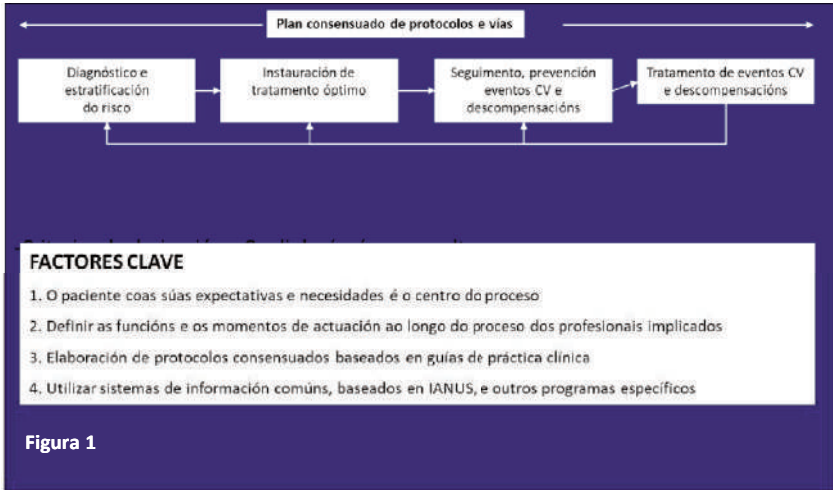 Plan consensuado de protocolos e vías
Diagnóstico e
estratificación
do risco
Instauración de
tratamento óptimo
Seguimento, prevención
eventos CV e
descompensacións
Tratamento de eventos CV
e descompensacións
FACTORES CLAVE
1. O paciente coas súas expectativas e necesidades é o centro do proceso
2. Definir as funcións e os momentos de actuación ao longo do proceso dos profesionais implicados
3. Elaboración de protocolos consensuados baseados en guías de práctica clínica
4. Utilizar sistemas de información comúns, baseados en IANUS, e outros programas específicos
Figura 1